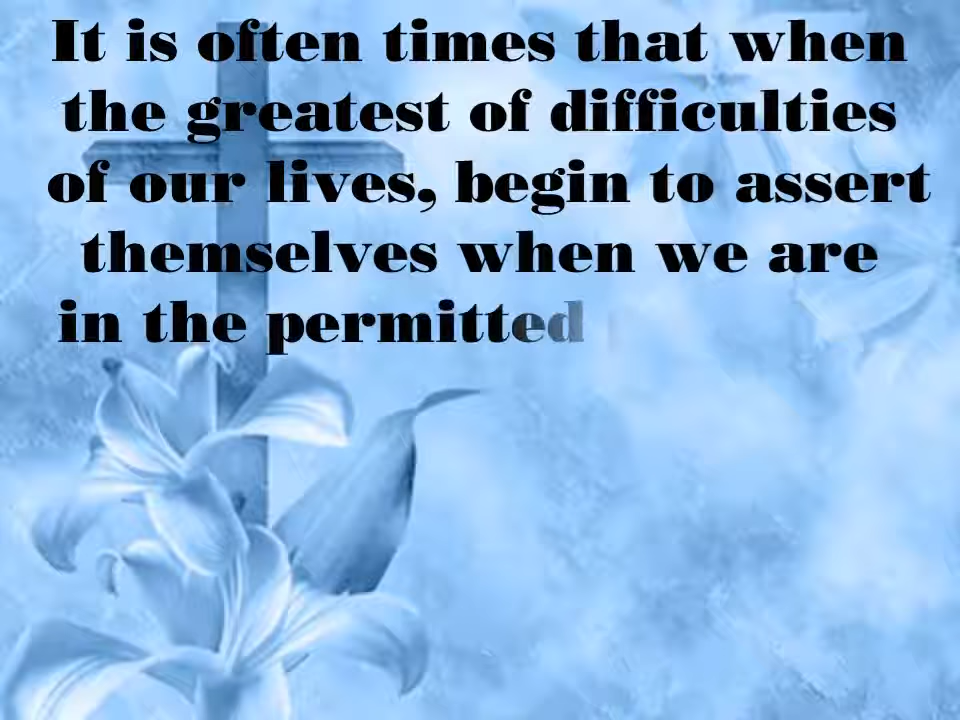 It is often times that when
the greatest of difficulties
of our lives, begin to assert
themselves when we are
in the permitted